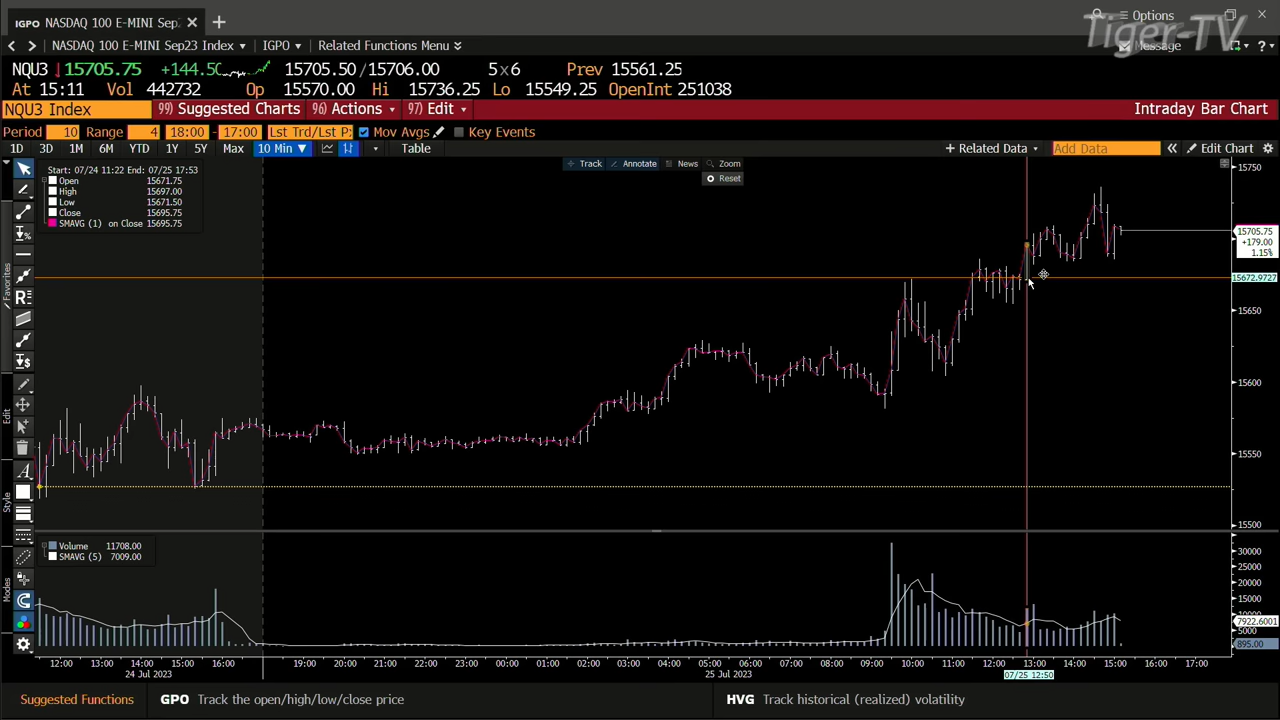 IGPO NASDAQ 100 E-MINI Sep × +
Options
Tiger-TV
< > NASDAQ 100 E-MINI Sep23 Index IGPO Related Functions Menu
Message
NQU3 ↓15705.75 +144.50 15705.50/15706.00 5×6 Prev 15561.25
At 15:11 Vol 442732 Op 15570.00 Hi 15736.25 Lo 15549.25 OpenInt 251038
NQU3 Index 99) Suggested Charts 96) Actions 97) Edit Intraday Bar Chart
Period 10 Range 4 18:00 - 17:00 Lst Trd/Lst P Mov Avgs Key Events
1D 3D 1M 6M YTD 1Y 5Y Max 10 Min Table + Related Data Add Data « Edit Chart
Track Annotate News Zoom
Reset
Start: 07/24 11:22 End: 07/25 17:53
Open 15671.75
High 15697.00
Low 15671.50
Close 15695.75
SMAVG (1) on Close 15695.75
15750
15705.75
+179.00
1.15%
15672.9727
15650
15600
15550
15500
Favorites
Edit
Style
Modes
Volume 11708.00
SMAVG (5) 7009.00
30000
25000
20000
15000
10000
7922.6001
5000
895.00
12:00 13:00 14:00 15:00 16:00 19:00 20:00 21:00 22:00 23:00 00:00 01:00 02:00 03:00 04:00 05:00 06:00 07:00 08:00 09:00 10:00 11:00 12:00 13:00 14:00 15:00 16:00 17:00
24 Jul 2023 25 Jul 2023 07/25 12:50
Suggested Functions GPO Track the open/high/low/close price HVG Track historical (realized) volatility